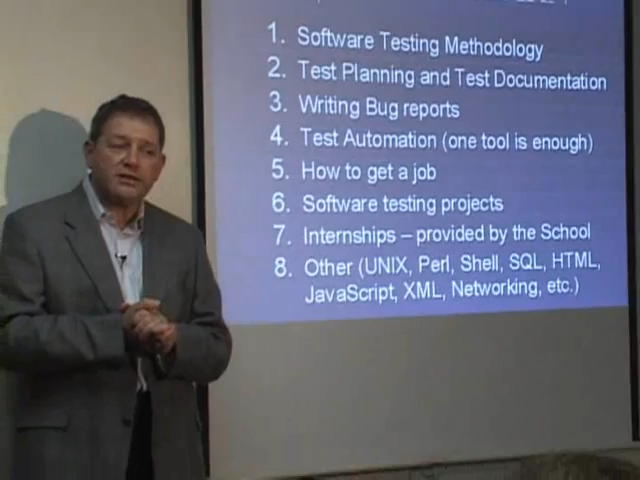 1. Software Testing Methodology
2. Test Planning and Test Documentation
3. Writing Bug reports
4. Test Automation (one tool is enough)
5. How to get a job
6. Software testing projects
7. Internships – provided by the School
8. Other (UNIX, Perl, Shell, SQL, HTML,
JavaScript, XML, Networking, etc.)